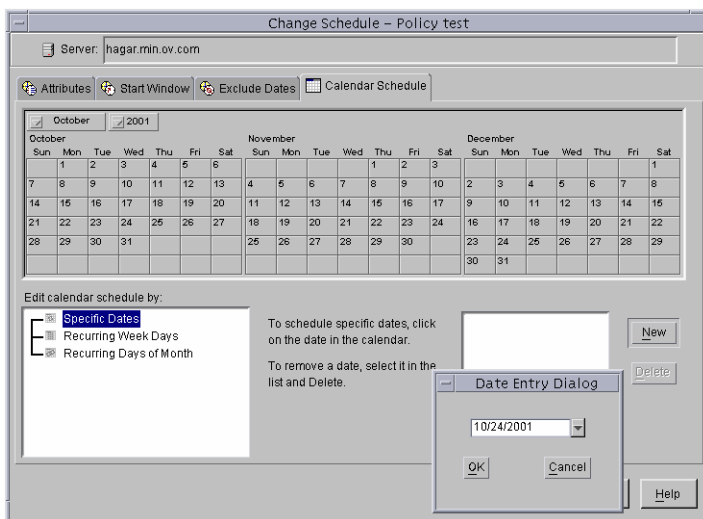 Change Schedule – Policy test
Server: hagar.min.ov.com
Attributes Start Window Exclude Dates Calendar Schedule
October 2001
October November December
Sun Mon Tue Wed Thu Fri Sat Sun Mon Tue Wed Thu Fri Sat Sun Mon Tue Wed Thu Fri Sat
1 2 3 4 5 6 1 2 3 1
7 8 9 10 11 12 13 4 5 6 7 8 9 10 2 3 4 5 6 7 8
14 15 16 17 18 19 20 11 12 13 14 15 16 17 9 10 11 12 13 14 15
21 22 23 24 25 26 27 18 19 20 21 22 23 24 16 17 18 19 20 21 22
28 29 30 31 25 26 27 28 29 30 23 24 25 26 27 28 29
30 31
Edit calendar schedule by:
Specific Dates
Recurring Week Days
Recurring Days of Month
To schedule specific dates, click
on the date in the calendar.
To remove a date, select it in the
list and Delete.
New
Delete
Date Entry Dialog
10/24/2001
OK Cancel
Help